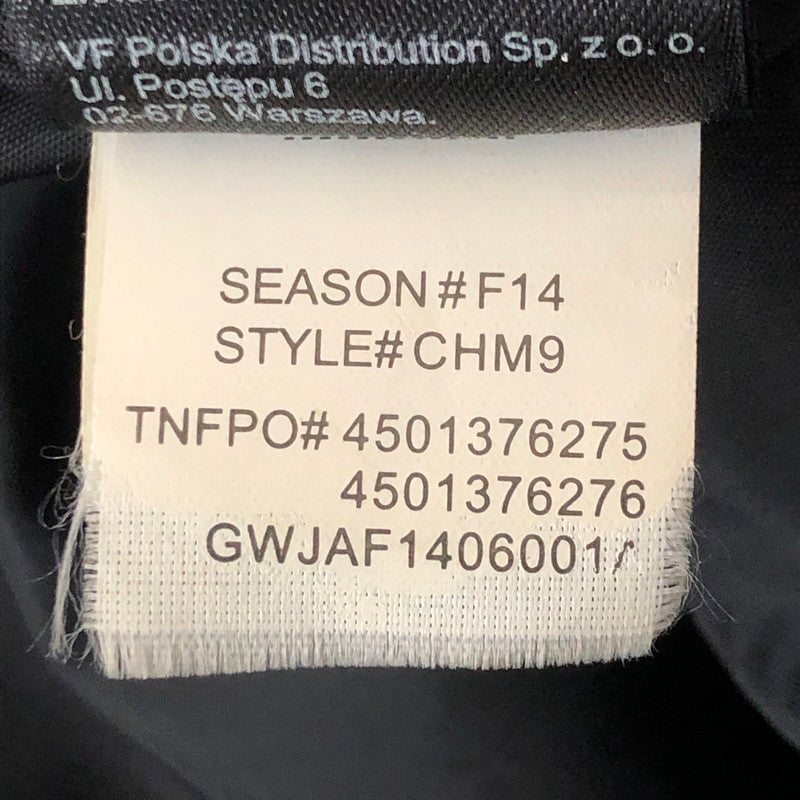 VF Polska Distribution Sp. z o. o.
Ul. Postępu 6
02-676 Warszawa.
SEASON#F14
STYLE#CHM9
TNFPO# 4501376275
4501376276
GWJAF1406001/